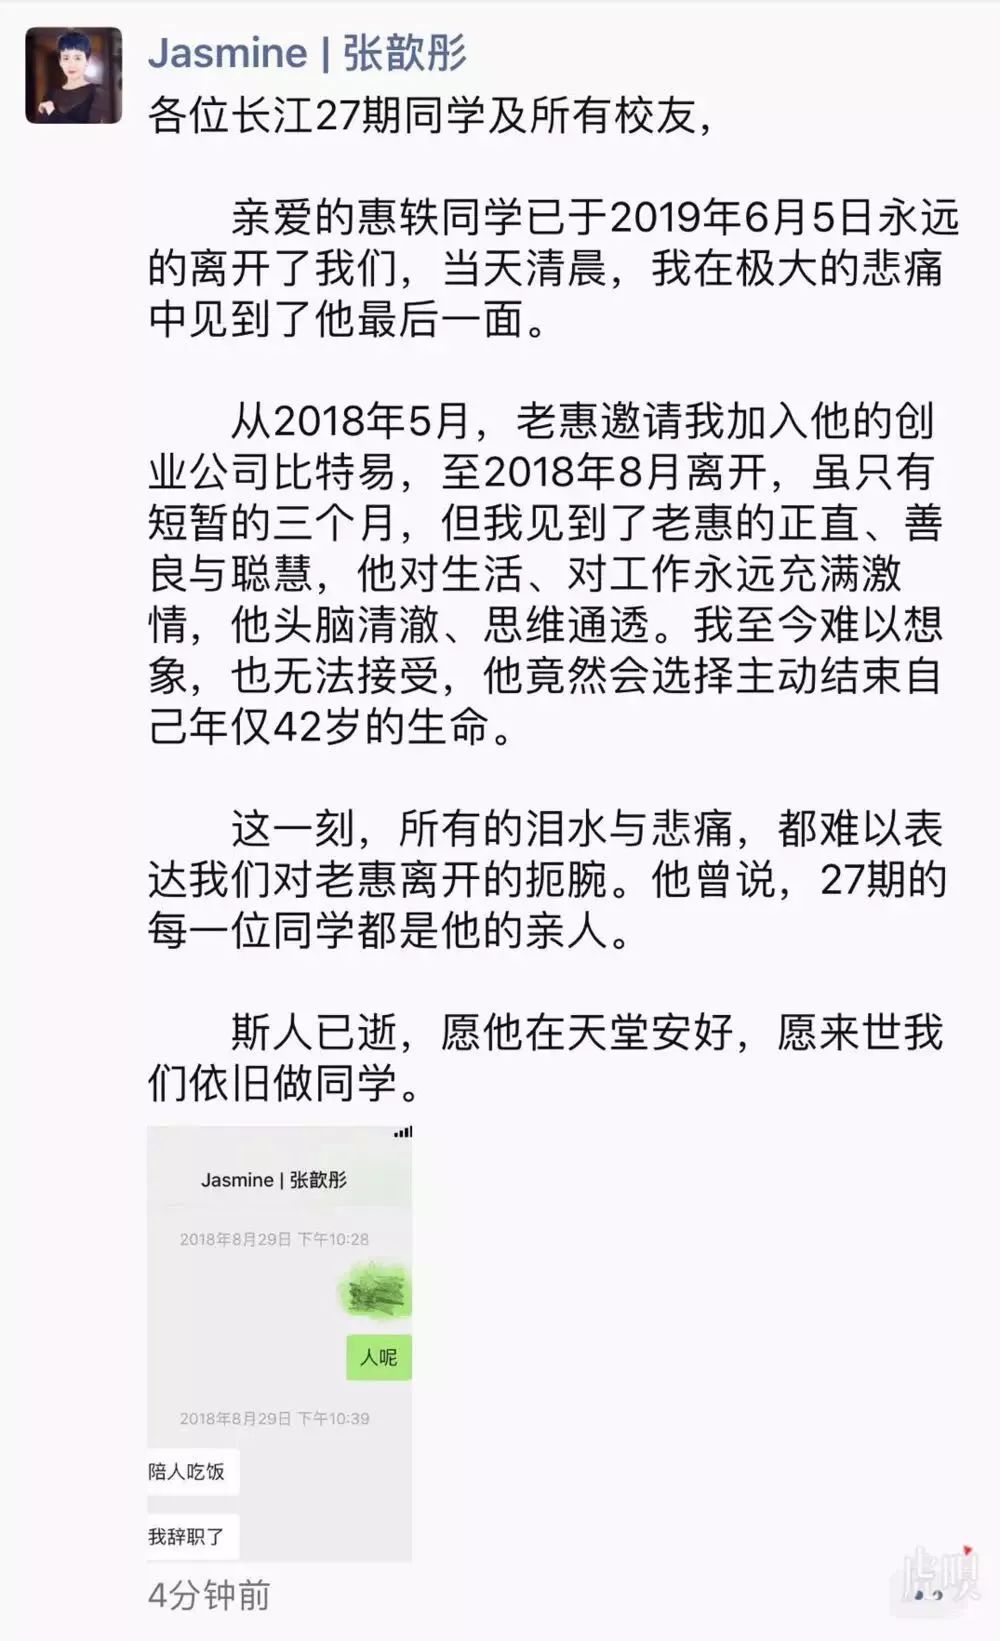 Jasmine | 张歆彤
各位长江27期同学及所有校友，
亲爱的惠轶同学已于2019年6月5日永远
的离开了我们，当天清晨，我在极大的悲痛
中见到了他最后一面。
从2018年5月，老惠邀请我加入他的创
业公司比特易，至2018年8月离开，虽只有
短暂的三个月，但我见到了老惠的正直、善
良与聪慧，他对生活、对工作永远充满激
情，他头脑清澈、思维通透。我至今难以想
象，也无法接受，他竟然会选择主动结束自
己年仅42岁的生命。
这一刻，所有的泪水与悲痛，都难以表
达我们对老惠离开的扼腕。他曾说，27期的
每一位同学都是他的亲人。
斯人已逝，愿他在天堂安好，愿来世我
们依旧做同学。
Jasmine | 张歆彤
2018年8月29日 下午10:28
人呢
2018年8月29日 下午10:39
陪人吃饭
我辞职了
4分钟前
虎嗅